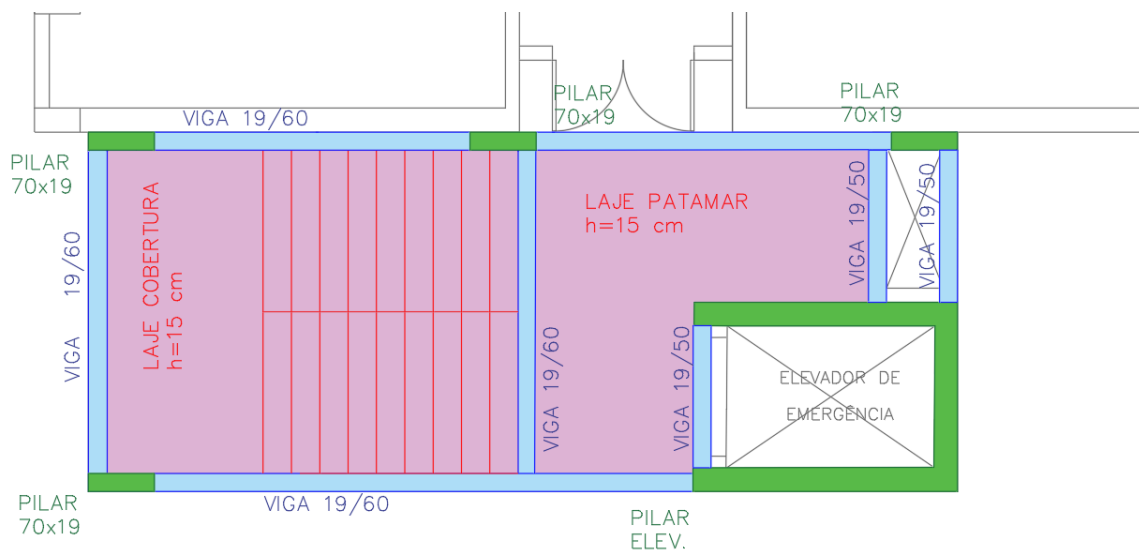 PILAR
70x19
PILAR
70x19
VIGA 19/60
PILAR
70x19
VIGA 19/60
LAJE COBERTURA
h=15 cm
LAJE PATAMAR
h=15 cm
VIGA 19/50
VIGA 19/50
VIGA 19/60
VIGA 19/50
ELEVADOR DE
EMERGÊNCIA
PILAR
70x19
VIGA 19/60
PILAR
ELEV.